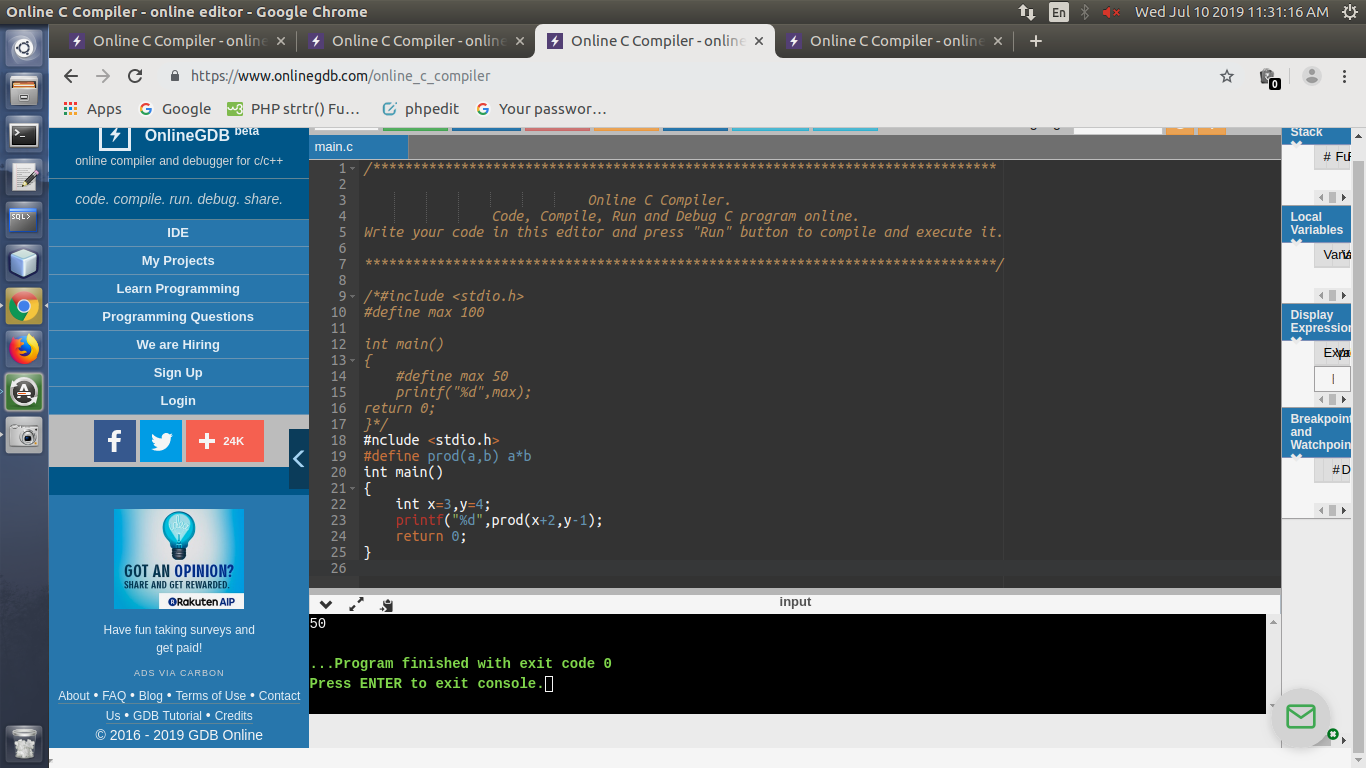 Online C Compiler - online editor - Google Chrome
En
Wed Jul 10 2019 11:31:16 AM
Online C Compiler - online
Online C Compiler - online
Online C Compiler - online
Online C Compiler - online
https://www.onlinegdb.com/online_c_compiler
0
Apps
Google
PHP strtr() Fu…
phpedit
Your passwor…
OnlineGDB beta
online compiler and debugger for c/c++
code. compile. run. debug. share.
IDE
My Projects
Learn Programming
Programming Questions
We are Hiring
Sign Up
Login
+ 24K
GOT AN OPINION?
SHARE AND GET REWARDED.
Rakuten AIP
Have fun taking surveys and
get paid!
ADS VIA CARBON
About • FAQ • Blog • Terms of Use • Contact
Us • GDB Tutorial • Credits
© 2016 - 2019 GDB Online
main.c
1 /******************************************************************************
2
3 Online C Compiler.
4 Code, Compile, Run and Debug C program online.
5 Write your code in this editor and press "Run" button to compile and execute it.
6
7 *******************************************************************************/
8
9 /*#include <stdio.h>
10 #define max 100
11
12 int main()
13 {
14 #define max 50
15 printf("%d",max);
16 return 0;
17 }*/
18 #nclude <stdio.h>
19 #define prod(a,b) a*b
20 int main()
21 {
22 int x=3,y=4;
23 printf("%d",prod(x+2,y-1);
24 return 0;
25 }
26
input
50
...Program finished with exit code 0
Press ENTER to exit console.
Stack
#
Local
Variables
Display
Expression
Breakpoint
and
Watchpoin
# D
SQL>